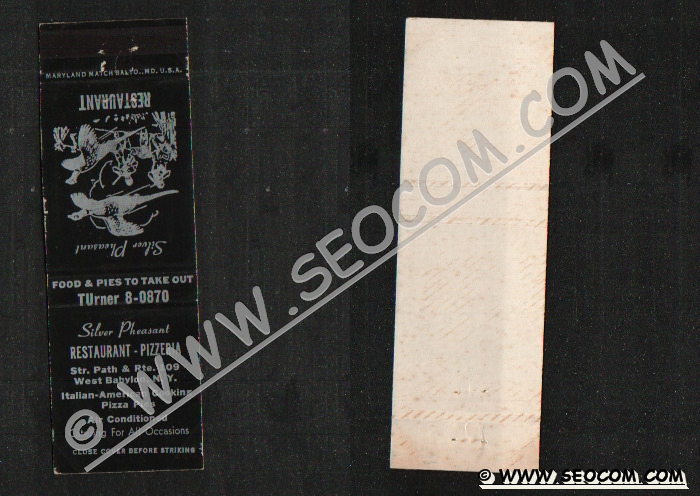 MARYLAND MATCH BALTO., MD. U.S.A.
RESTAURANT
Silver Pheasant
FOOD & PIES TO TAKE OUT
TUrner 8-0870
Silver Pheasant
RESTAURANT - PIZZERIA
Str. Path & Rte. 109
West Babylon, N.Y.
Italian-American Cooking
Pizza Pies
Air Conditioned
Catering For All Occasions
CLOSE COVER BEFORE STRIKING
© WWW.SEOCOM.COM
© WWW.SEOCOM.COM